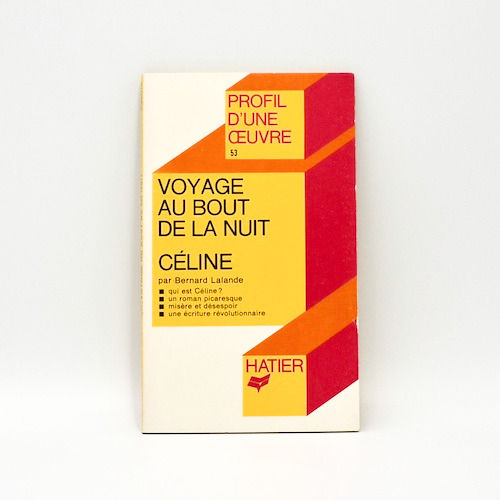 PROFIL
D'UNE
ŒUVRE
53
VOYAGE
AU BOUT
DE LA NUIT
CÉLINE
par Bernard Lalande
■ qui est Céline ?
■ un roman picaresque
■ misère et désespoir
■ une écriture révolutionnaire
HATIER